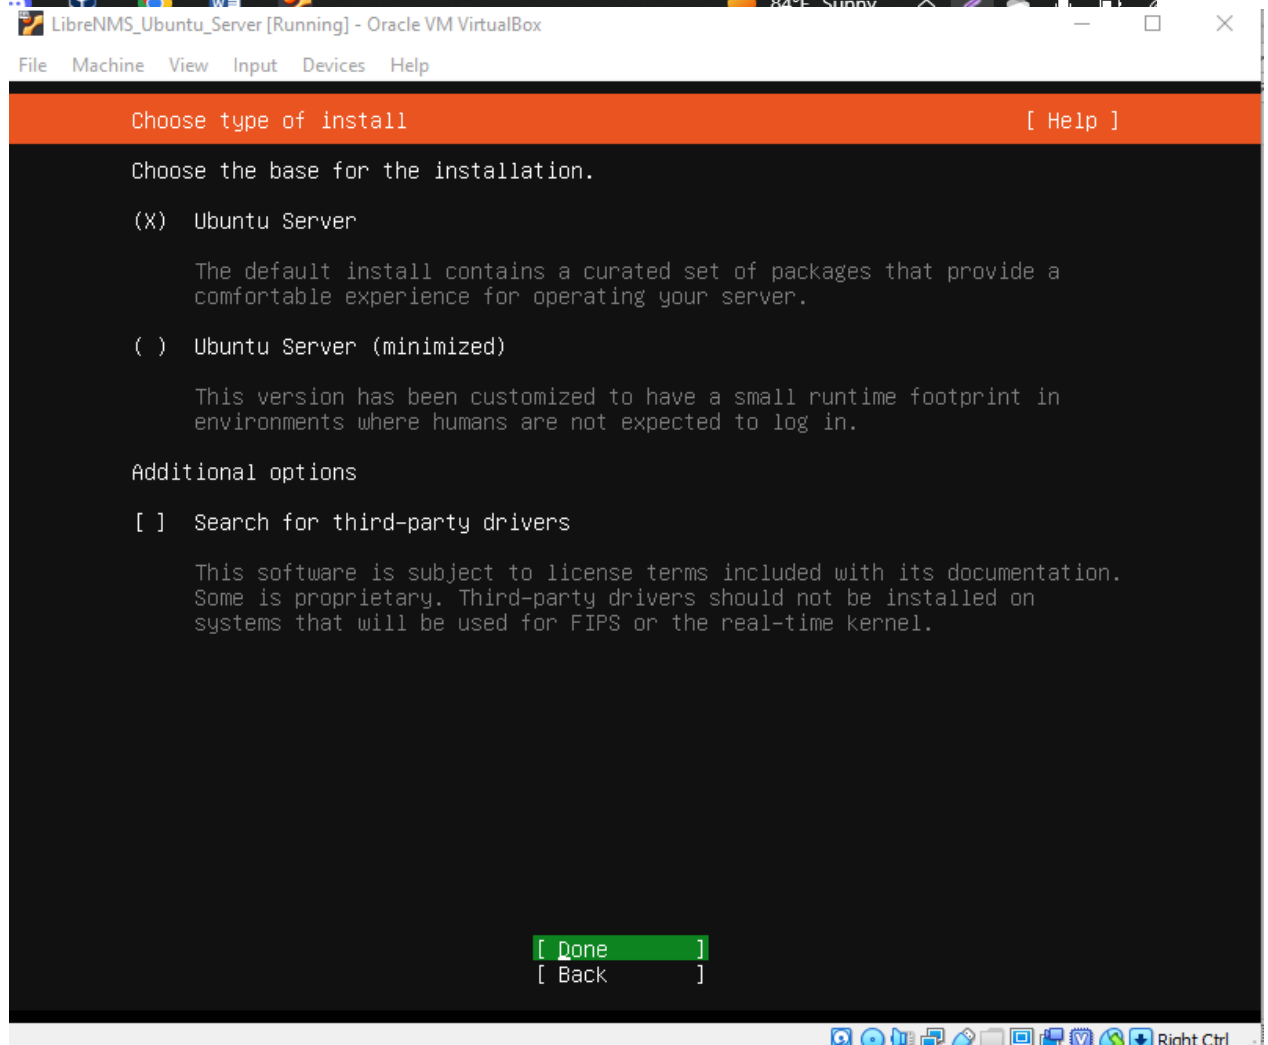 84°F Sunny
LibreNMS_Ubuntu_Server [Running] - Oracle VM VirtualBox
File Machine View Input Devices Help
Choose type of install [ Help ]
Choose the base for the installation.
(X) Ubuntu Server
The default install contains a curated set of packages that provide a
comfortable experience for operating your server.
( ) Ubuntu Server (minimized)
This version has been customized to have a small runtime footprint in
environments where humans are not expected to log in.
Additional options
[ ] Search for third-party drivers
This software is subject to license terms included with its documentation.
Some is proprietary. Third-party drivers should not be installed on
systems that will be used for FIPS or the real-time kernel.
[ Done ]
[ Back ]
Right Ctrl